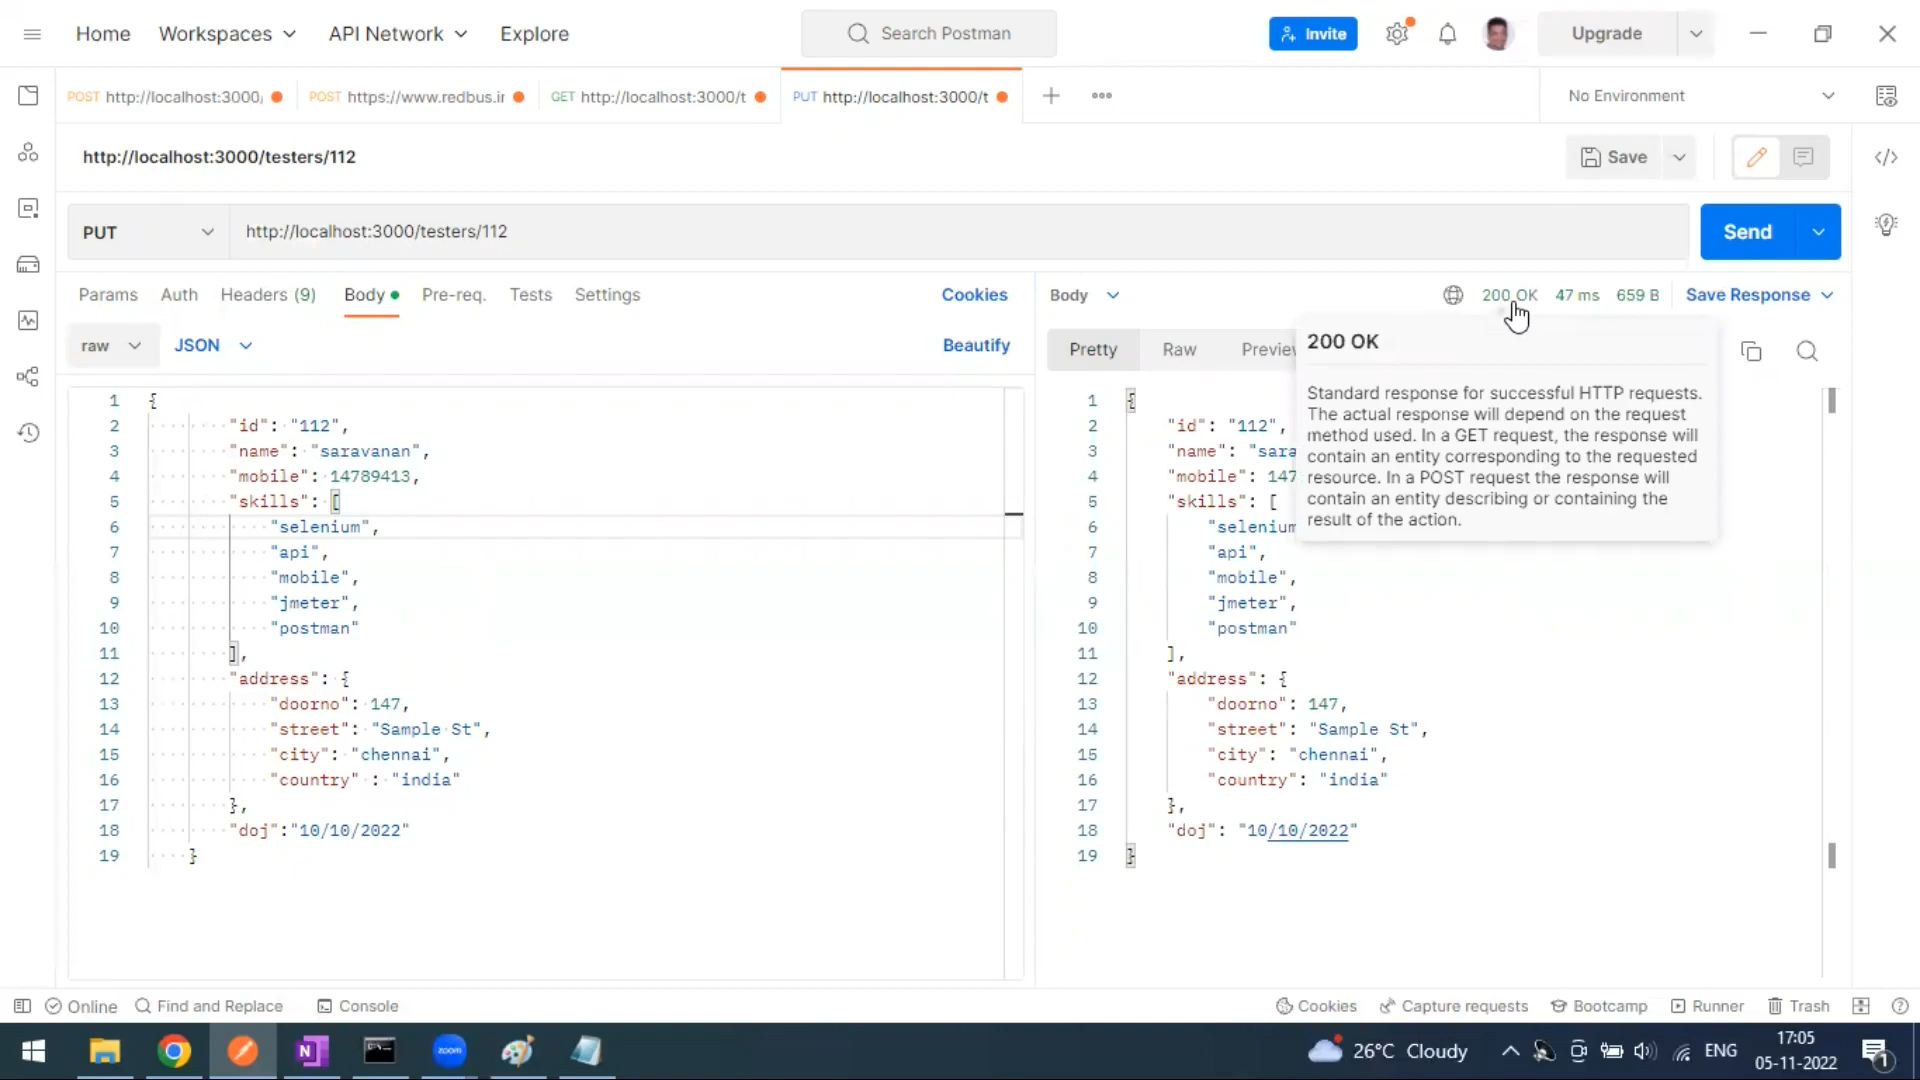 Home Workspaces API Network Explore Search Postman Invite Upgrade
POST http://localhost:3000/ POST https://www.redbus.in GET http://localhost:3000/t PUT http://localhost:3000/t No Environment
http://localhost:3000/testers/112 Save
PUT http://localhost:3000/testers/112 Send
Params Auth Headers (9) Body Pre-req. Tests Settings Cookies
raw JSON Beautify
1 {
2 "id": "112",
3 "name": "saravanan",
4 "mobile": 14789413,
5 "skills": [
6 "selenium",
7 "api",
8 "mobile",
9 "jmeter",
10 "postman"
11 ],
12 "address": {
13 "doorno": 147,
14 "street": "Sample St",
15 "city": "chennai",
16 "country" : "india"
17 },
18 "doj":"10/10/2022"
19 }
Body 200 OK 47 ms 659 B Save Response
Pretty Raw Preview
200 OK
Standard response for successful HTTP requests.
The actual response will depend on the request
method used. In a GET request, the response will
contain an entity corresponding to the requested
resource. In a POST request the response will
contain an entity describing or containing the
result of the action.
1 {
2 "id": "112",
3 "name": "sara
4 "mobile": 147
5 "skills": [
6 "selenium
7 "api",
8 "mobile",
9 "jmeter",
10 "postman"
11 ],
12 "address": {
13 "doorno": 147,
14 "street": "Sample St",
15 "city": "chennai",
16 "country": "india"
17 },
18 "doj": "10/10/2022"
19 }
Online Find and Replace Console Cookies Capture requests Bootcamp Runner Trash
zoom 26°C Cloudy ENG 17:05
05-11-2022 1